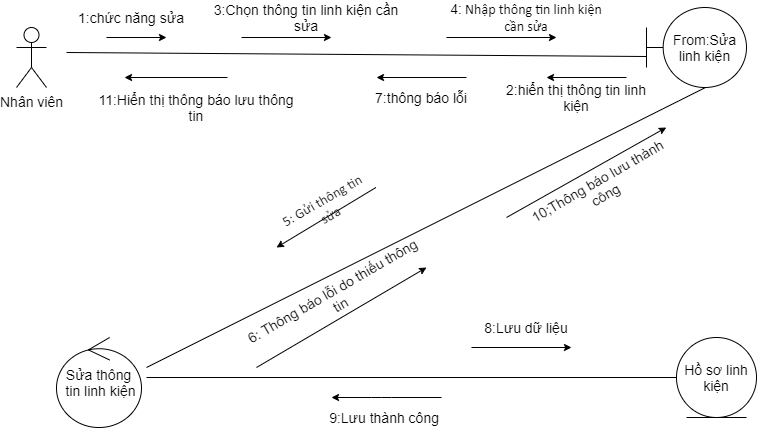 1:chức năng sửa
3:Chọn thông tin linh kiện cần
sửa
4: Nhập thông tin linh kiện
cần sửa
From:Sửa
linh kiện
Nhân viên
11:Hiển thị thông báo lưu thông
tin
7:thông báo lỗi
2:hiển thị thông tin linh
kiện
5: Gửi thông tin
sửa
10;Thông báo lưu thành
công
6: Thông báo lỗi do thiếu thông
tin
8:Lưu dữ liệu
Sửa thông
tin linh kiện
Hồ sơ linh
kiện
9:Lưu thành công